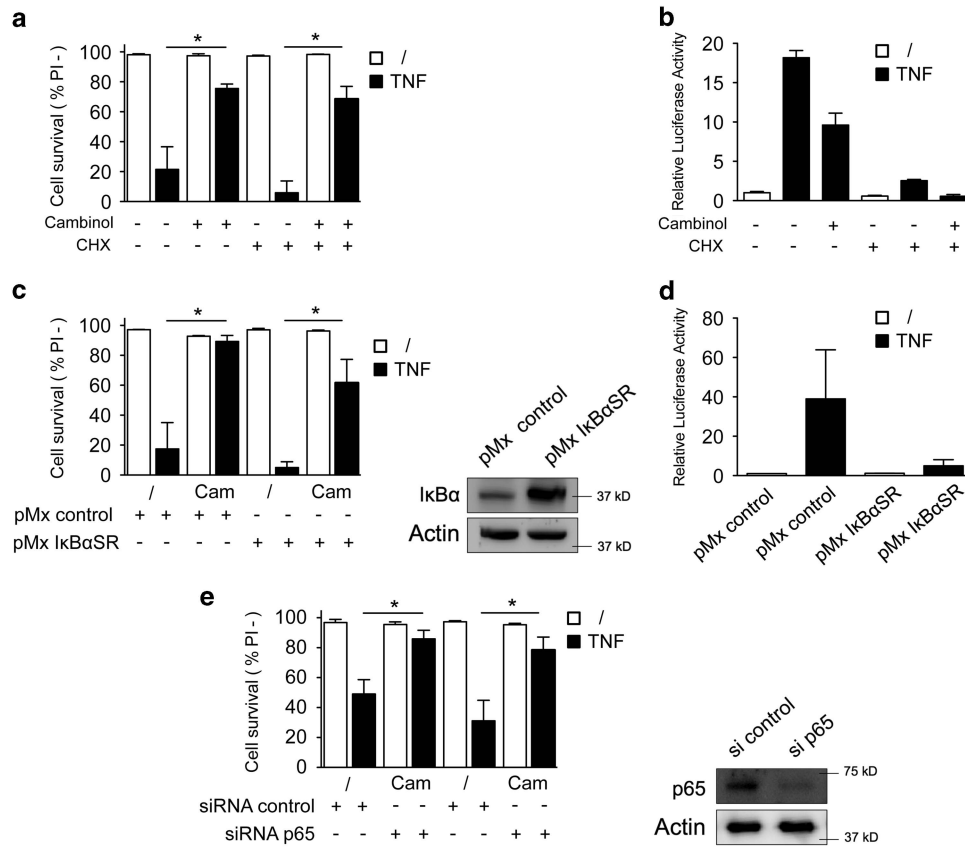 a
Cell survival ( % PI - )
100
80
60
40
20
0
*
*
/
TNF
Cambinol - - + + - - + +
CHX - - - - + + + +
b
Relative Luciferase Activity
20
15
10
5
0
/
TNF
Cambinol - - + - - +
CHX - - - + + +
c
Cell survival ( % PI - )
100
80
60
40
20
0
*
*
/
TNF
/ Cam / Cam
pMx control + + + + - - - -
pMx IκBαSR - - - - + + + +
pMx control
pMx IκBαSR
IκBα
37 kD
Actin
37 kD
d
Relative Luciferase Activity
80
60
40
20
0
/
TNF
pMx control
pMx control
pMx IκBαSR
pMx IκBαSR
e
Cell survival ( % PI - )
100
80
60
40
20
0
*
*
/
TNF
/ Cam / Cam
siRNA control + + - - + + - -
siRNA p65 - - + + - - + +
si control
si p65
p65
75 kD
Actin
37 kD